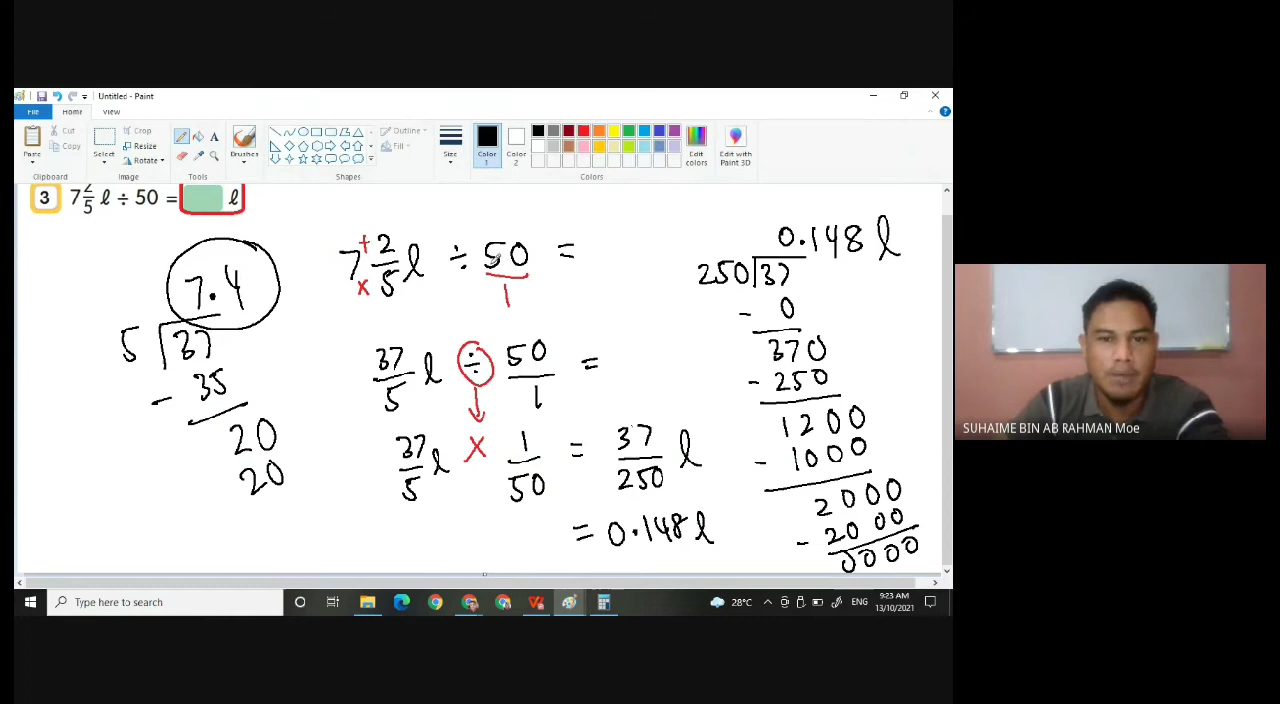 Untitled - Paint
File Home View
Paste Cut Copy Clipboard
Select Crop Resize Rotate Image
Tools
Brushes
Outline Fill Shapes
Size
Color 1 Color 2 Edit colors Colors
Edit with Paint 3D
3 7 2/5 l ÷ 50 = l
7.4
5 37
- 35
20
20
7 + 2/5 l x ÷ 50/1 =
37/5 l ÷ 50/1 =
37/5 l x 1/50 = 37/250 l
= 0.148 l
0.148 l
250 37
- 0
370
- 250
1200
- 1000
2000
- 2000
0000
SUHAIME BIN AB RAHMAN Moe
Type here to search
28°C ENG 9:23 AM
13/10/2021